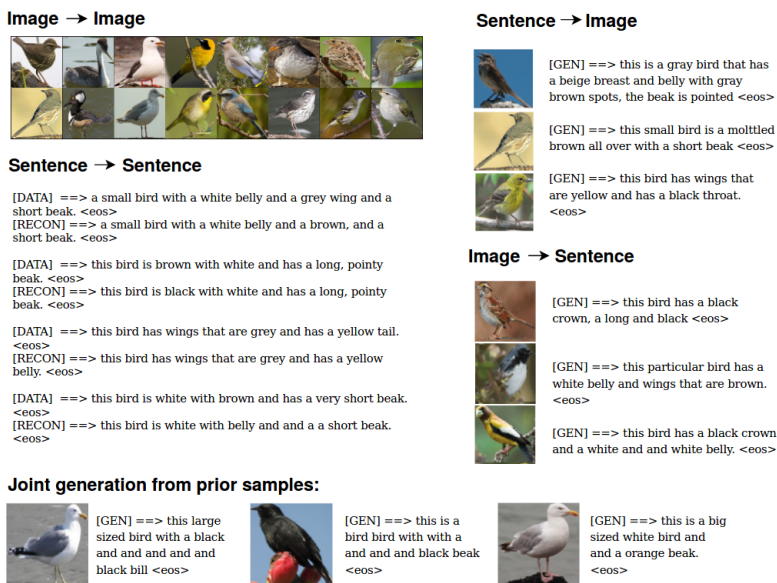 Image → Image
Sentence → Sentence
[DATA] ==> a small bird with a white belly and a grey wing and a
short beak. <eos>
[RECON] ==> a small bird with a white belly and a brown, and a
short beak. <eos>
[DATA] ==> this bird is brown with white and has a long, pointy
beak. <eos>
[RECON] ==> this bird is black with white and has a long, pointy
beak. <eos>
[DATA] ==> this bird has wings that are grey and has a yellow tail.
<eos>
[RECON] ==> this bird has wings that are grey and has a yellow
belly. <eos>
[DATA] ==> this bird is white with brown and has a very short beak.
<eos>
[RECON] ==> this bird is white with belly and and a a short beak.
<eos>
Sentence → Image
[GEN] ==> this is a gray bird that has
a beige breast and belly with gray
brown spots, the beak is pointed <eos>
[GEN] ==> this small bird is a molttled
brown all over with a short beak <eos>
[GEN] ==> this bird has wings that
are yellow and has a black throat.
<eos>
Image → Sentence
[GEN] ==> this bird has a black
crown, a long and black <eos>
[GEN] ==> this particular bird has a
white belly and wings that are brown.
<eos>
[GEN] ==> this bird has a black crown
and a white and and white belly. <eos>
Joint generation from prior samples:
[GEN] ==> this large
sized bird with a black
and and and and and
black bill <eos>
[GEN] ==> this is a
bird bird with with a
and and and black beak
<eos>
[GEN] ==> this is a big
sized white bird and
and a orange beak.
<eos>